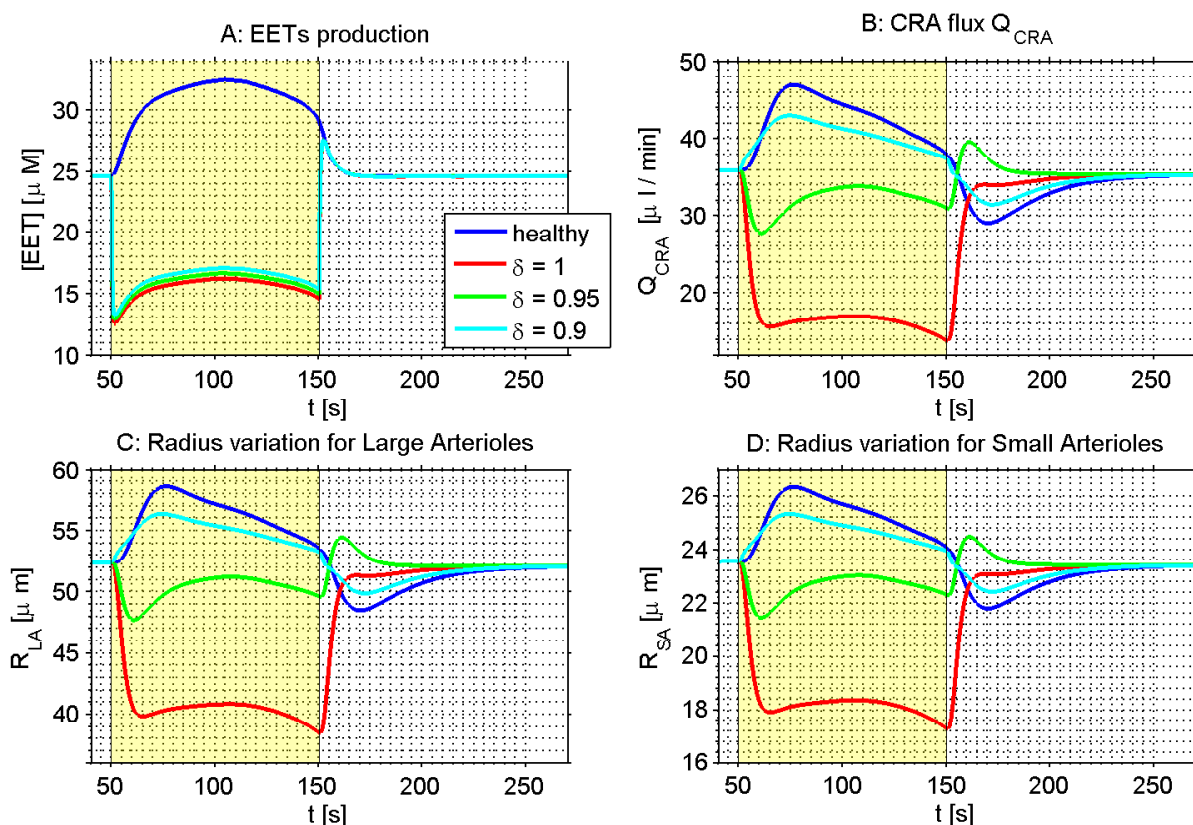 A: EETs production
[EET] [μ M]
30
25
20
15
10
50
100
150
200
250
t [s]
healthy
δ = 1
δ = 0.95
δ = 0.9
B: CRA flux Q_CRA
Q_CRA [μ l / min]
50
40
30
20
50
100
150
200
250
t [s]
C: Radius variation for Large Arterioles
R_LA [μ m]
60
55
50
45
40
50
100
150
200
250
t [s]
D: Radius variation for Small Arterioles
R_SA [μ m]
26
24
22
20
18
16
50
100
150
200
250
t [s]